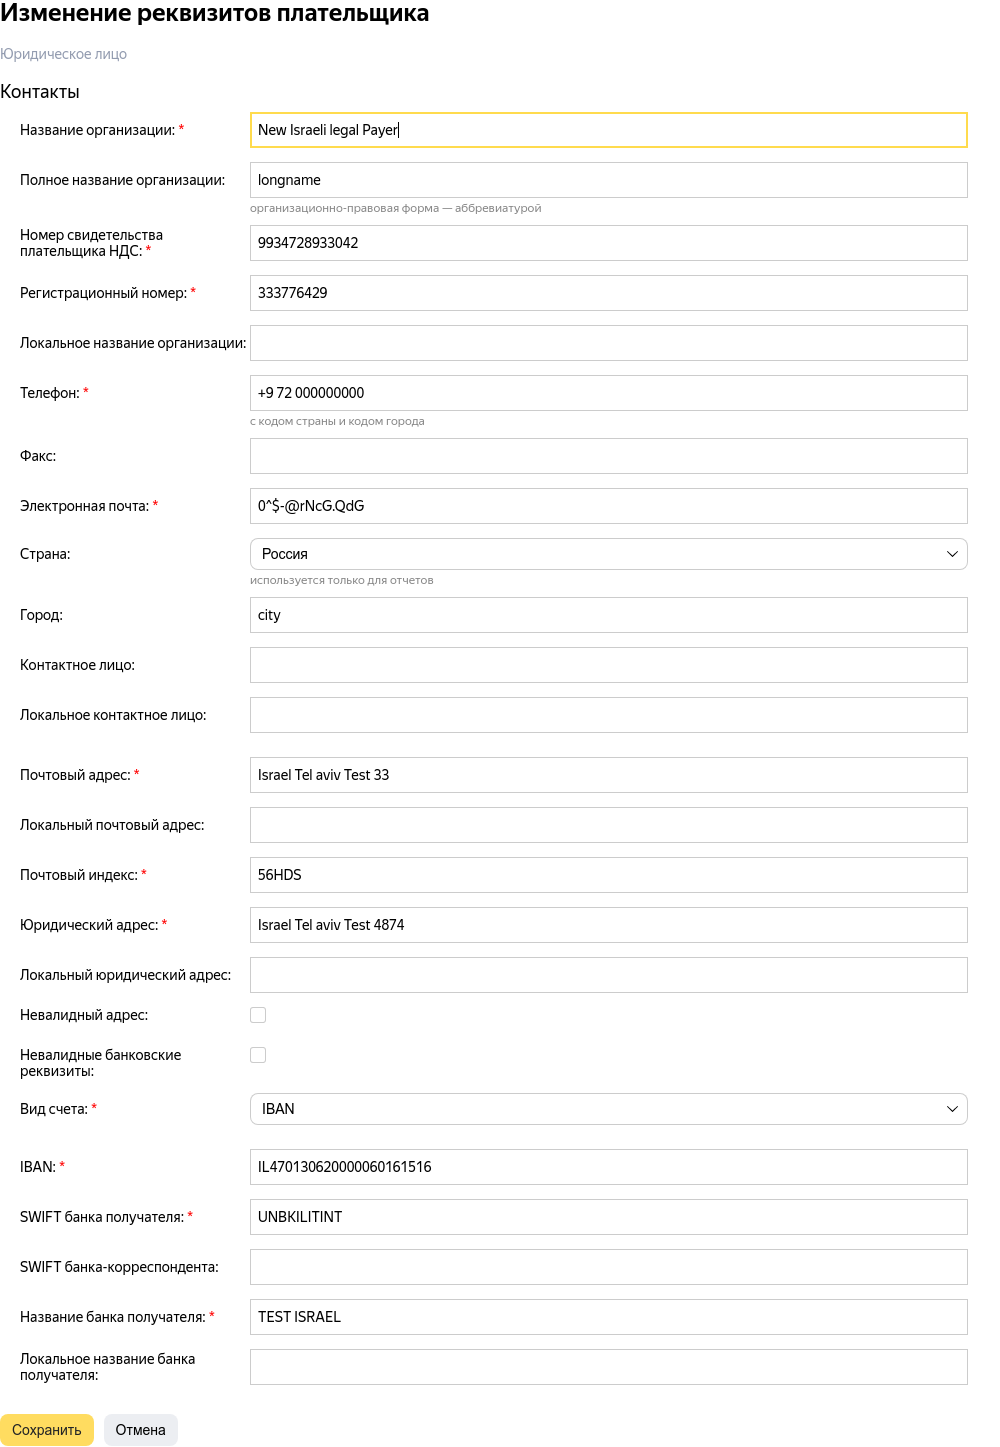 Изменение реквизитов плательщика
Юридическое лицо
Контакты
Название организации: * New Israeli legal Payer
Полное название организации: longname
организационно-правовая форма — аббревиатурой
Номер свидетельства
плательщика НДС: * 9934728933042
Регистрационный номер: * 333776429
Локальное название организации:
Телефон: * +9 72 000000000
с кодом страны и кодом города
Факс:
Электронная почта: * 0^$-@rNcG.QdG
Страна: Россия
используется только для отчетов
Город: city
Контактное лицо:
Локальное контактное лицо:
Почтовый адрес: * Israel Tel aviv Test 33
Локальный почтовый адрес:
Почтовый индекс: * 56HDS
Юридический адрес: * Israel Tel aviv Test 4874
Локальный юридический адрес:
Невалидный адрес:
Невалидные банковские
реквизиты:
Вид счета: * IBAN
IBAN: * IL470130620000060161516
SWIFT банка получателя: * UNBKILITINT
SWIFT банка-корреспондента:
Название банка получателя: * TEST ISRAEL
Локальное название банка
получателя:
Сохранить Отмена